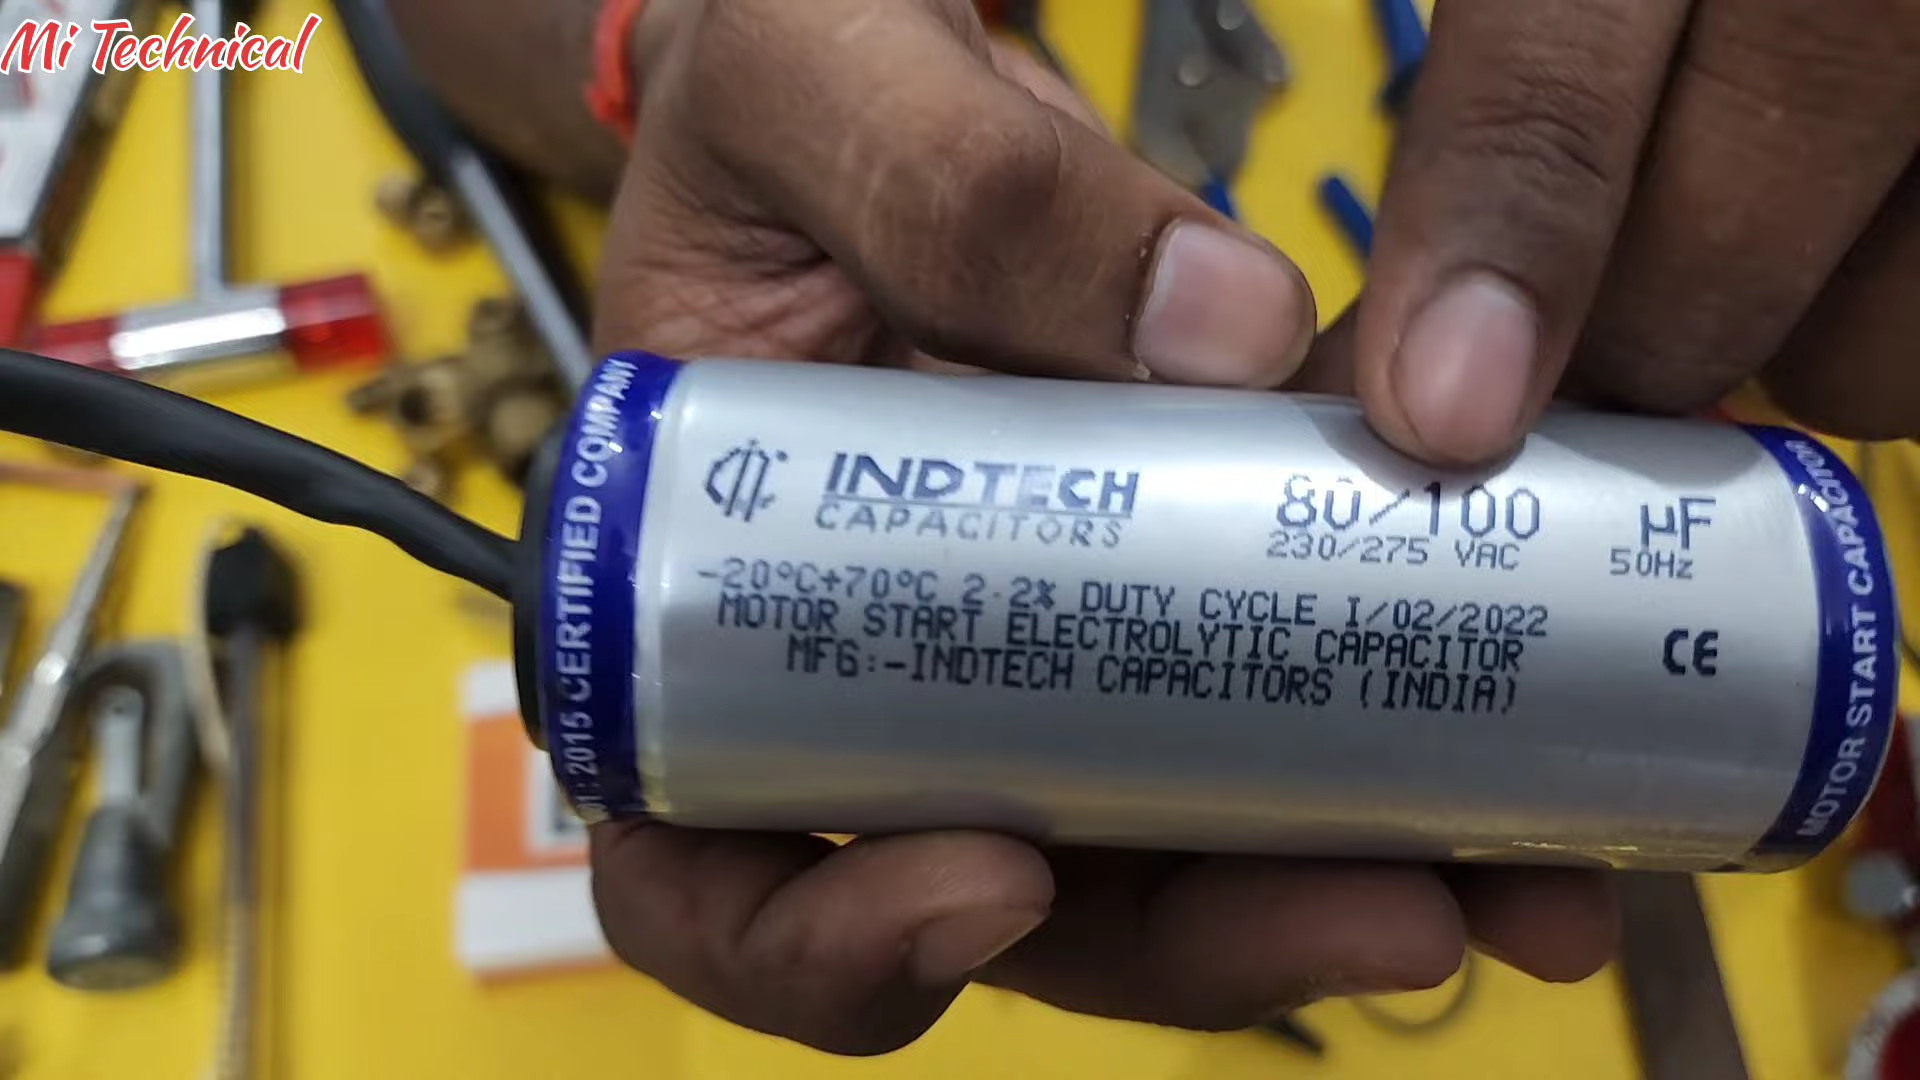 Mi Technical
INDTECH
CAPACITORS
80/100 µF
230/275 VAC 50Hz
-20°C+70°C 2.2% DUTY CYCLE I/02/2022
MOTOR START ELECTROLYTIC CAPACITOR
MFG:-INDTECH CAPACITORS (INDIA)
CE
: 2015 CERTIFIED COMPANY
MOTOR START CAPACITOR